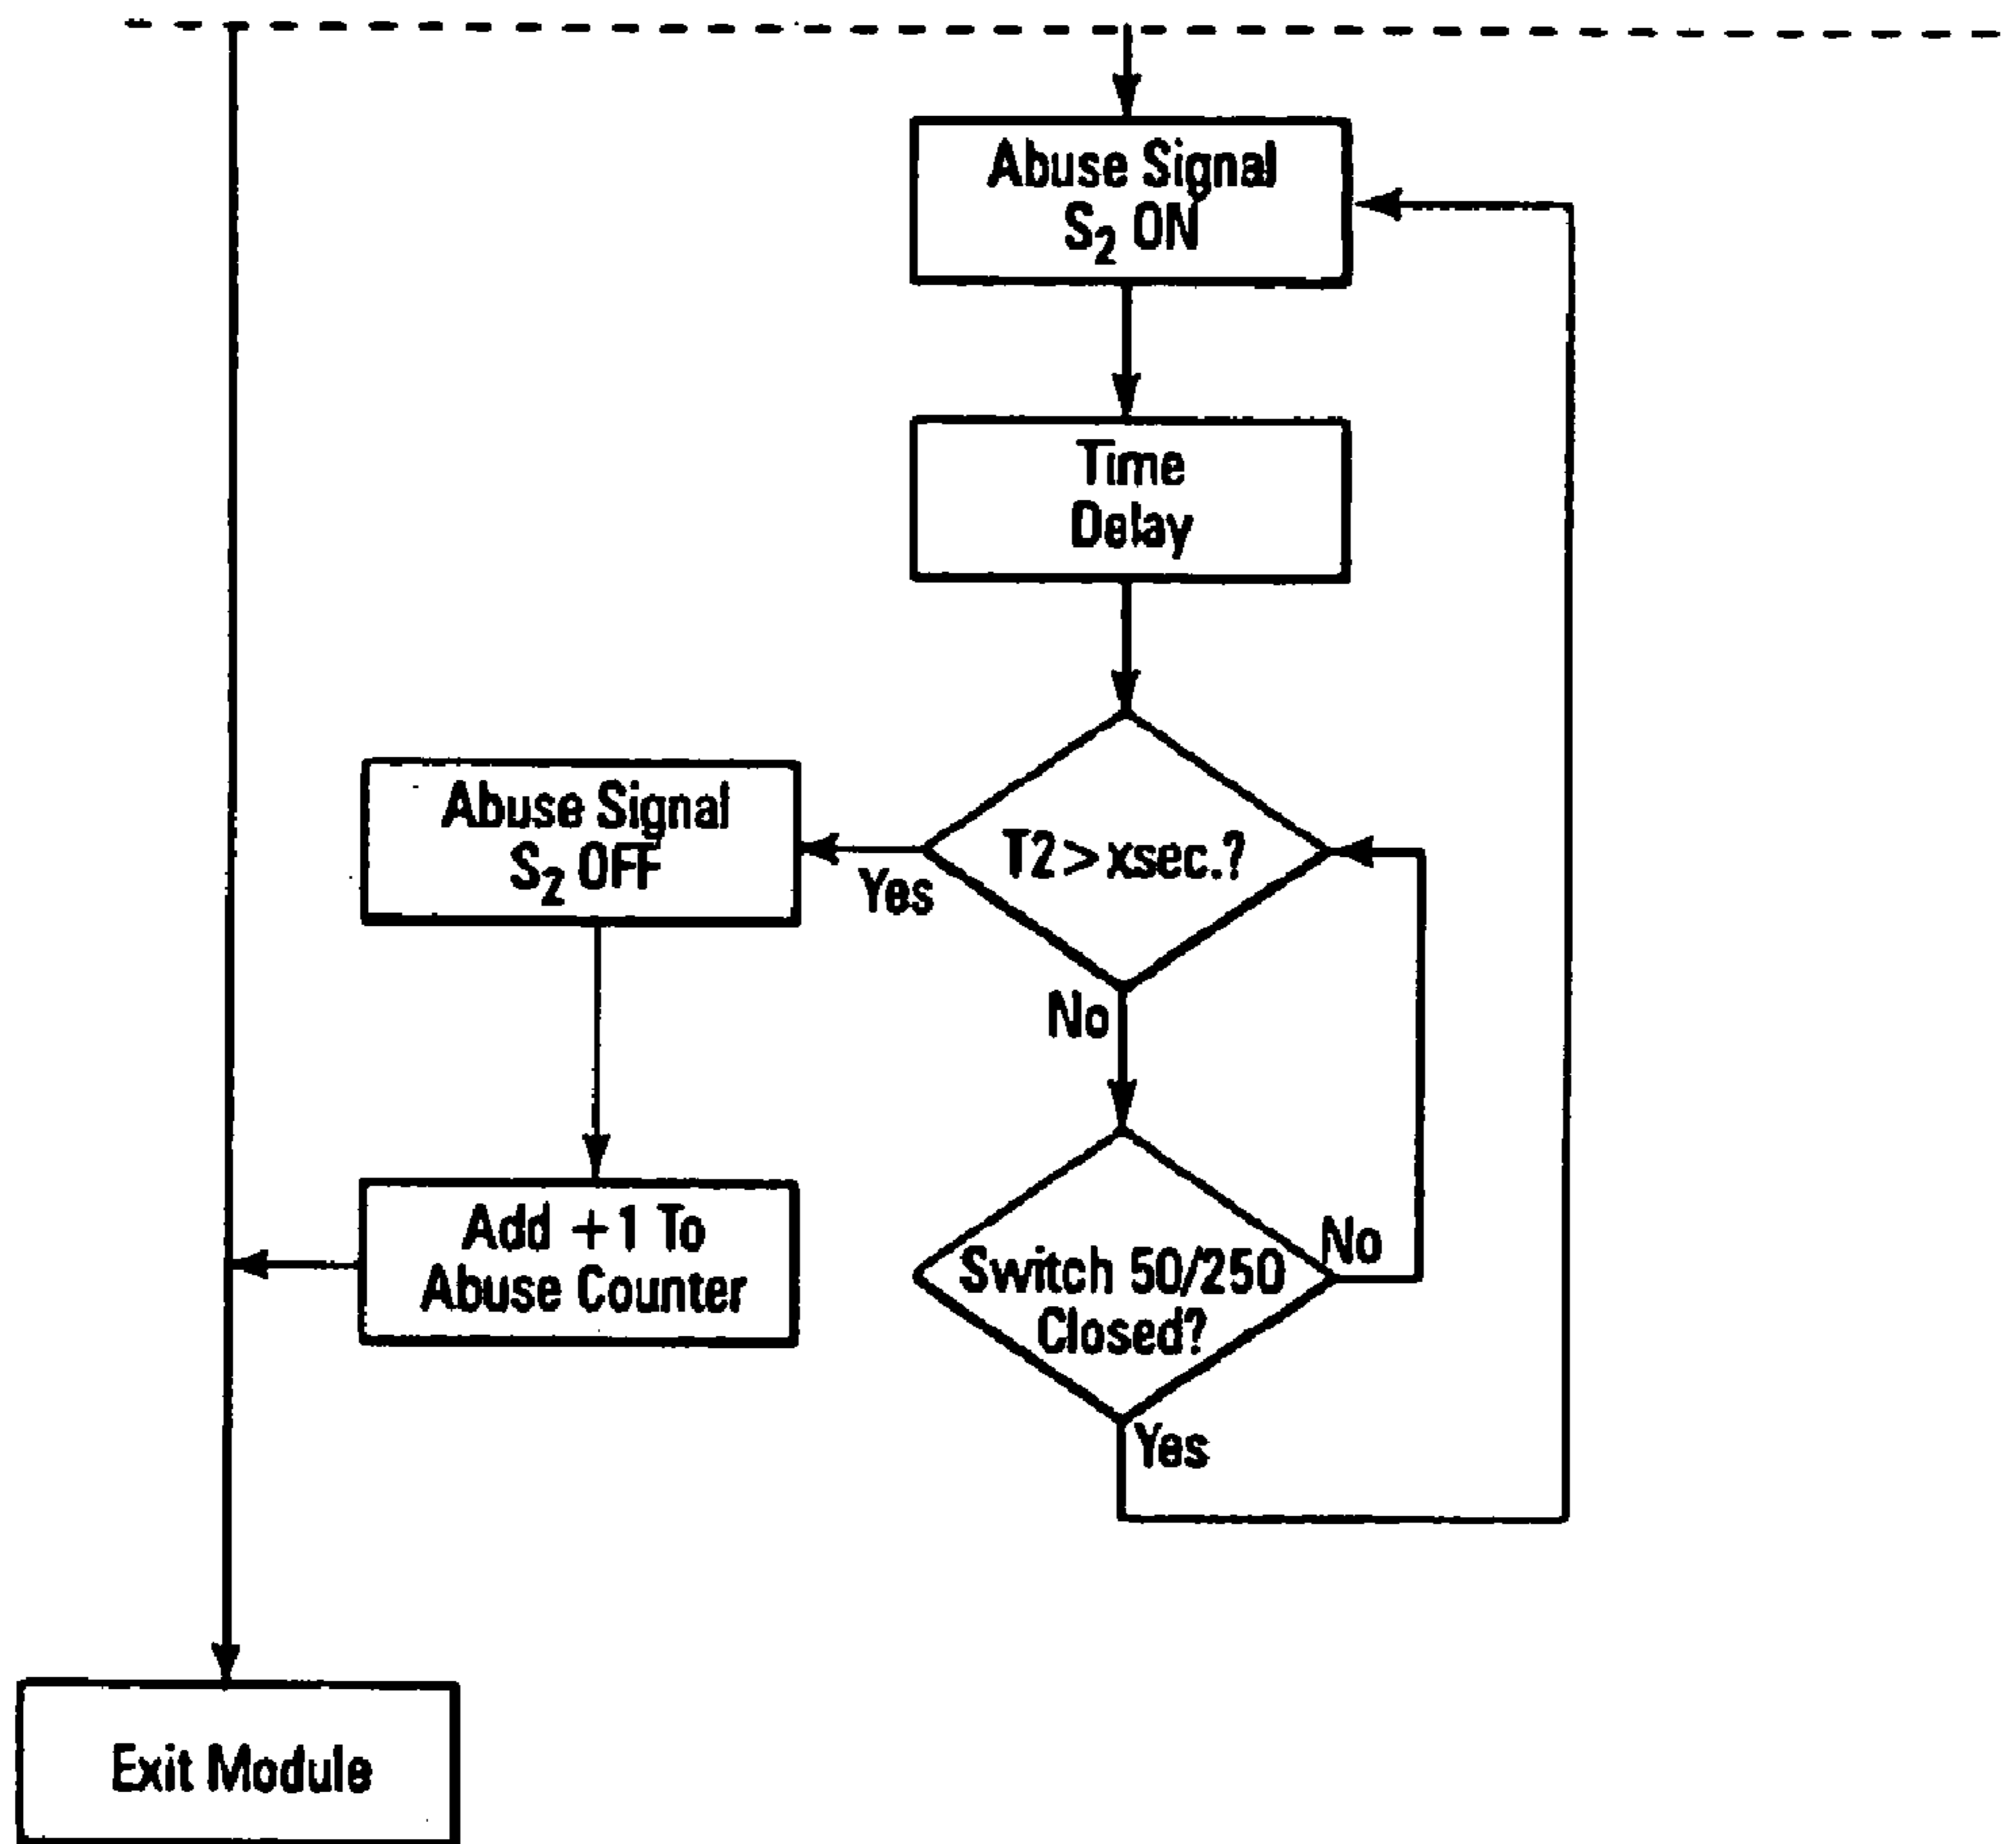 Abuse Signal
S₂ ON
Time
Delay
T2>xsec.?
Yes
No
Abuse Signal
S₂ OFF
Add +1 To
Abuse Counter
Switch 50/250
Closed?
No
Yes
Exit Module